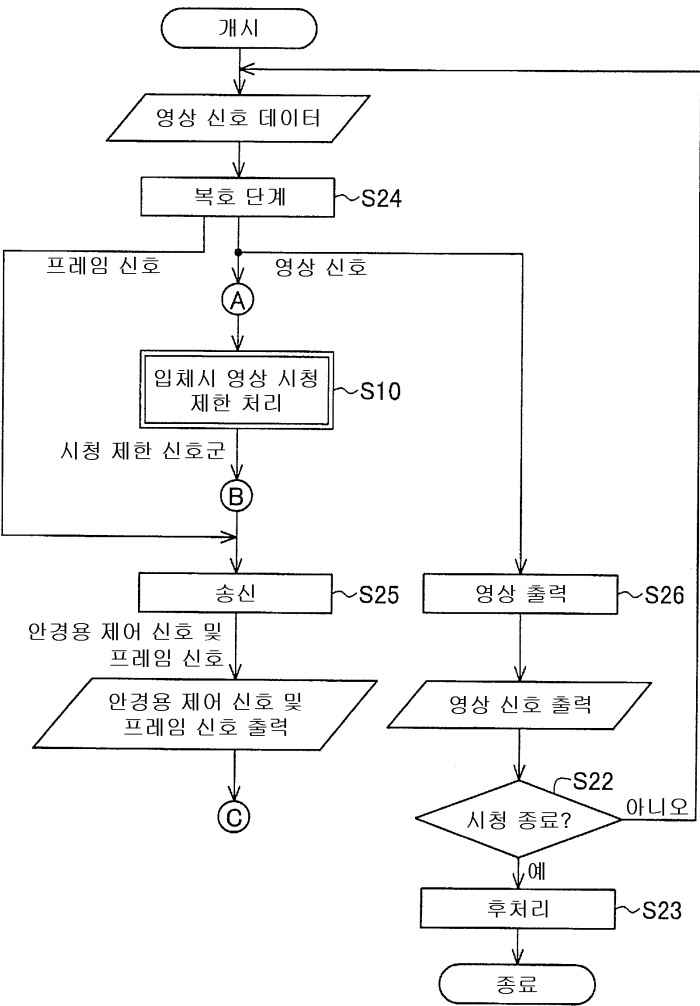 개시
영상 신호 데이터
복호 단계
S24
프레임 신호
영상 신호
A
입체시 영상 시청
제한 처리
S10
시청 제한 신호군
B
송신
S25
영상 출력
S26
안경용 제어 신호 및
프레임 신호
안경용 제어 신호 및
프레임 신호 출력
영상 신호 출력
C
S22
시청 종료?
아니오
예
후처리
S23
종료